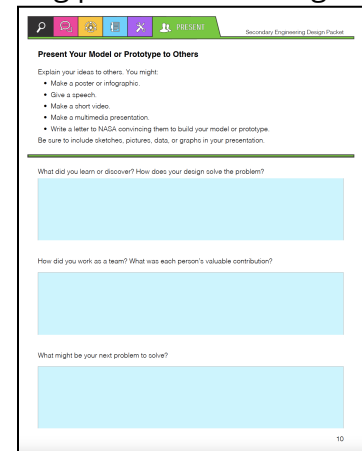 PRESENT
Secondary Engineering Design Packet
Present Your Model or Prototype to Others
Explain your ideas to others. You might:
• Make a poster or infographic.
• Give a speech.
• Make a short video.
• Make a multimedia presentation.
• Write a letter to NASA convincing them to build your model or prototype.
Be sure to include sketches, pictures, data, or graphs in your presentation.
What did you learn or discover? How does your design solve the problem?
How did you work as a team? What was each person's valuable contribution?
What might be your next problem to solve?
10